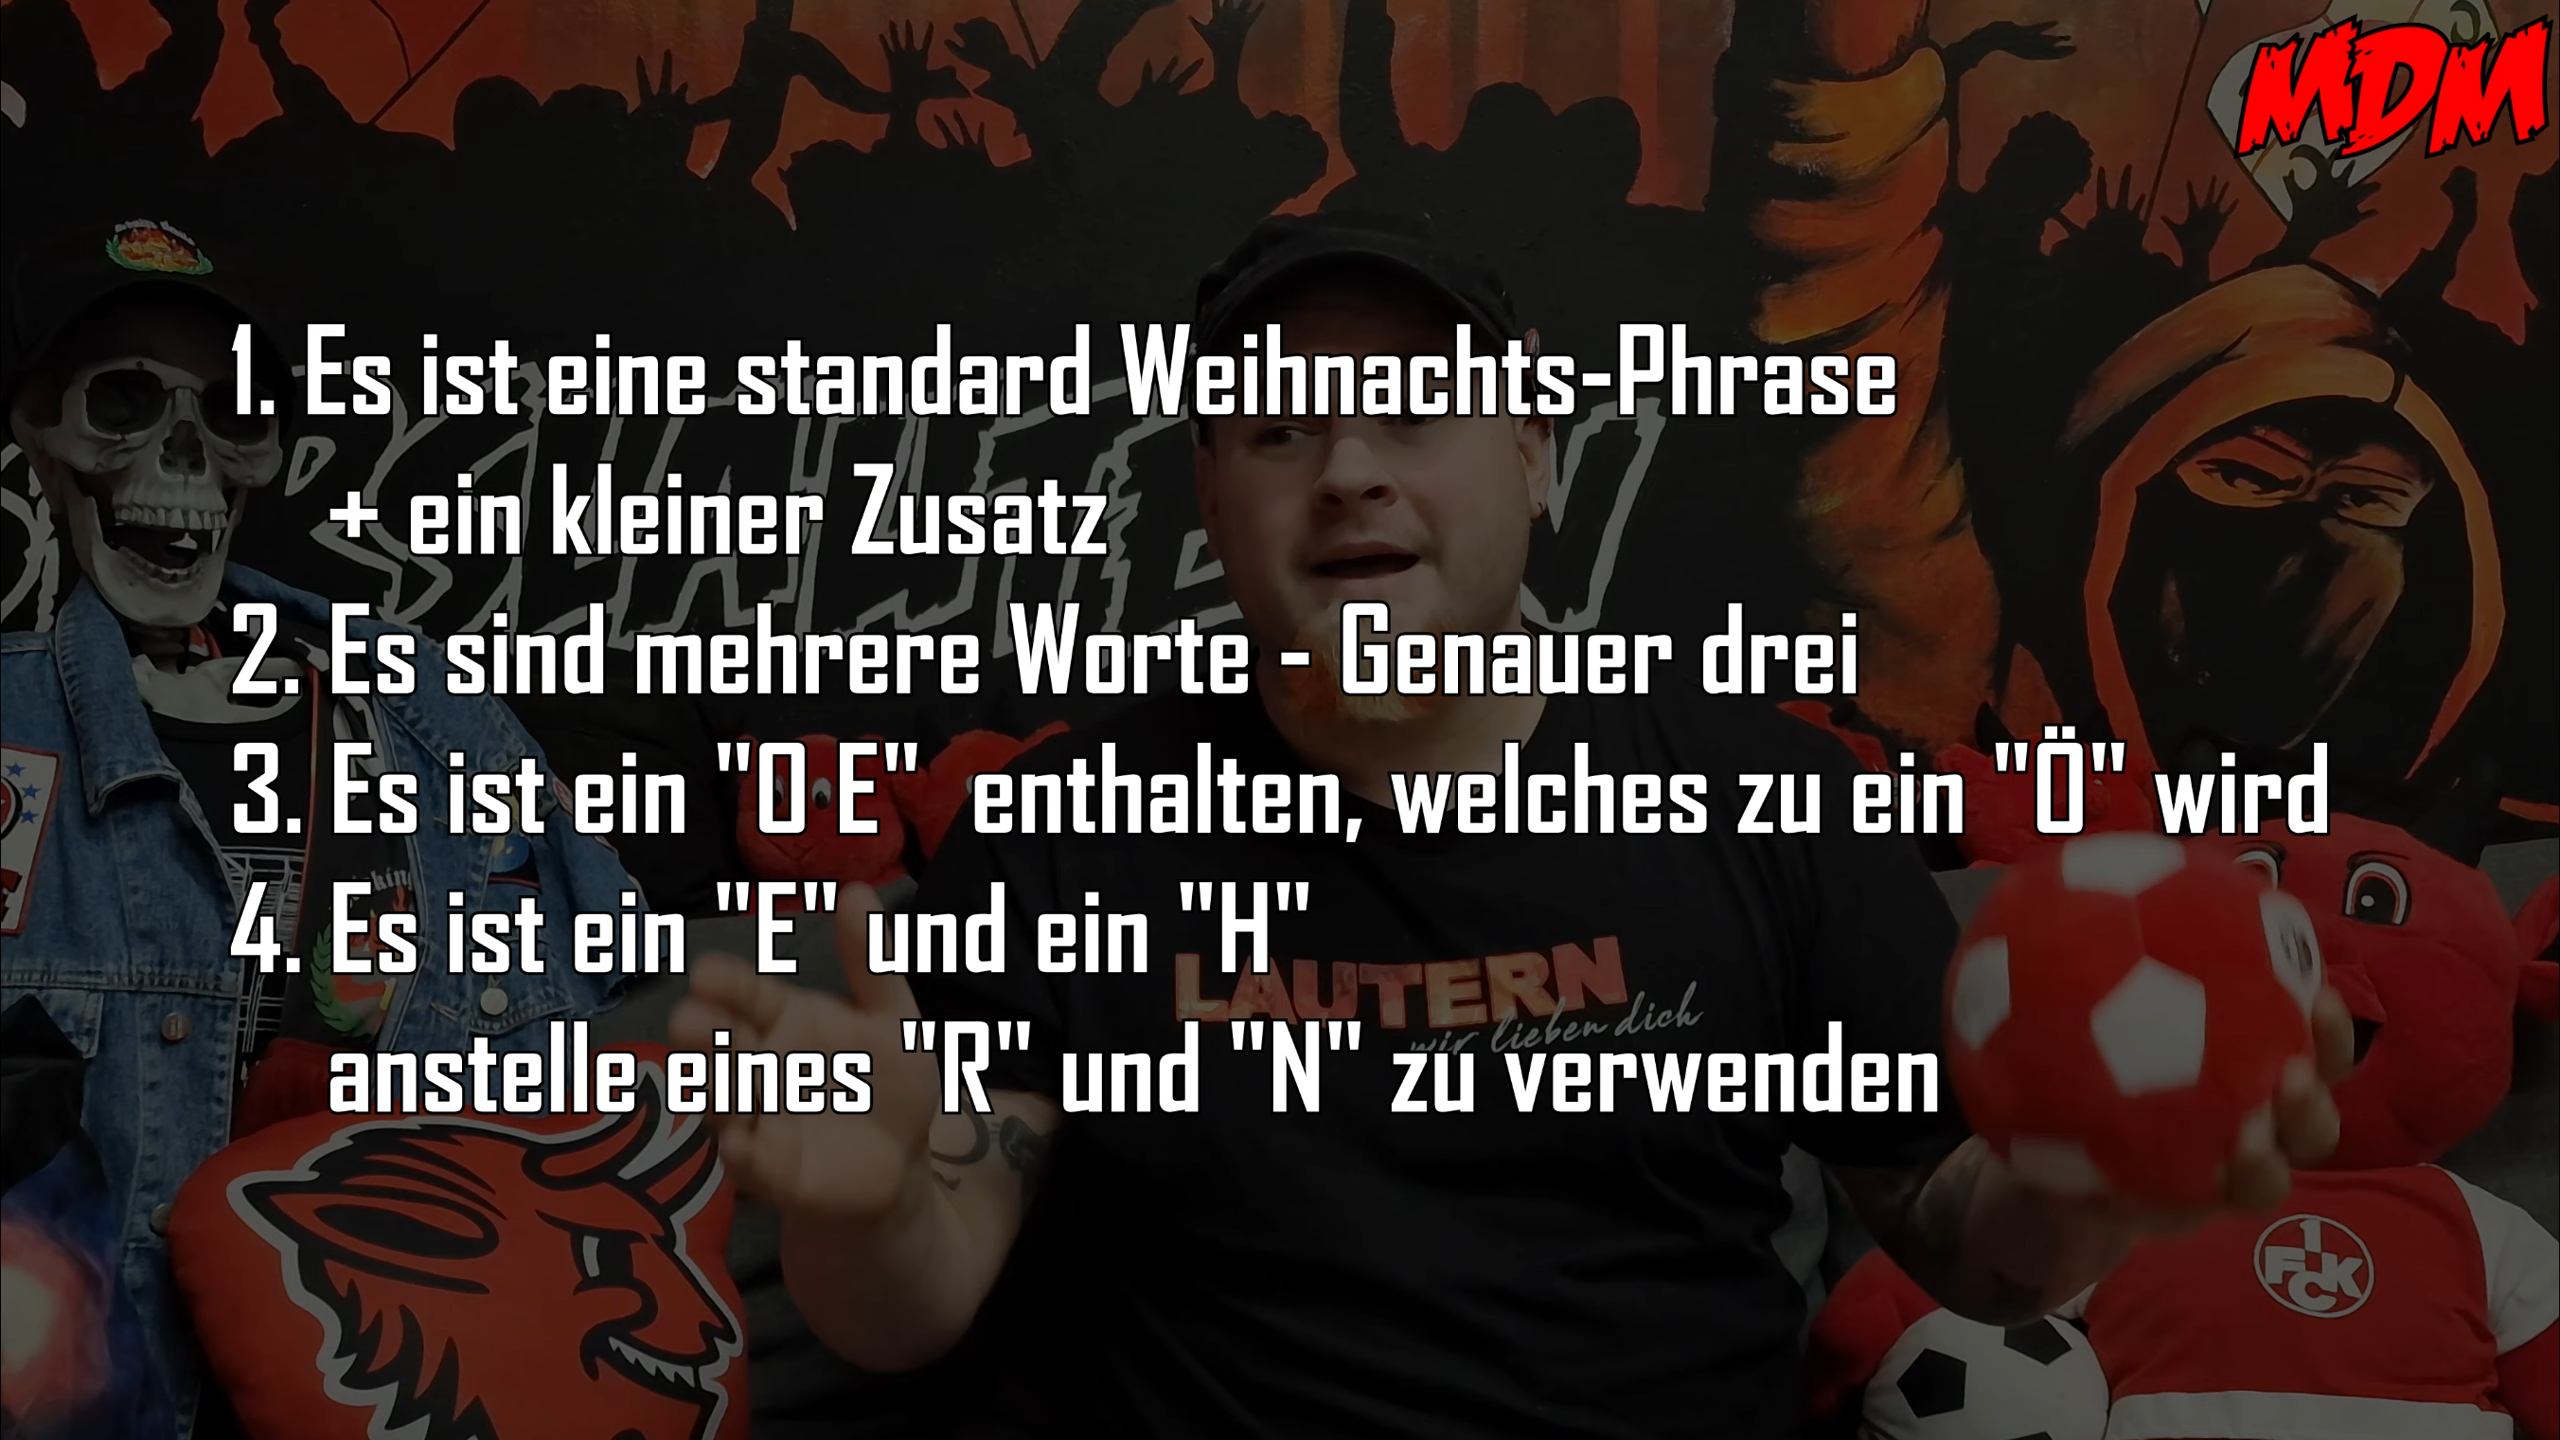 MDM
1. Es ist eine standard Weihnachts-Phrase
+ ein kleiner Zusatz
2. Es sind mehrere Worte - Genauer drei
3. Es ist ein "O E" enthalten, welches zu ein "Ö" wird
4. Es ist ein "E" und ein "H"
anstelle eines "R" und "N" zu verwenden
LAUTERN
wir lieben dich
1
FCK